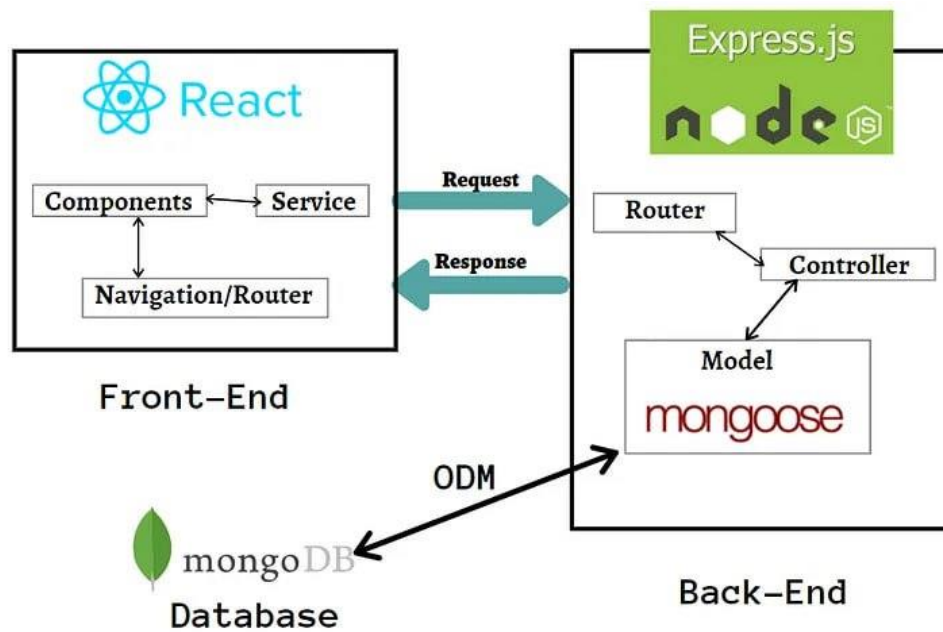 React
Components
Service
Navigation/Router
Front-End
Request
Response
Express.js
node JS
Router
Controller
Model
mongoose
Back-End
ODM
mongoDB
Database